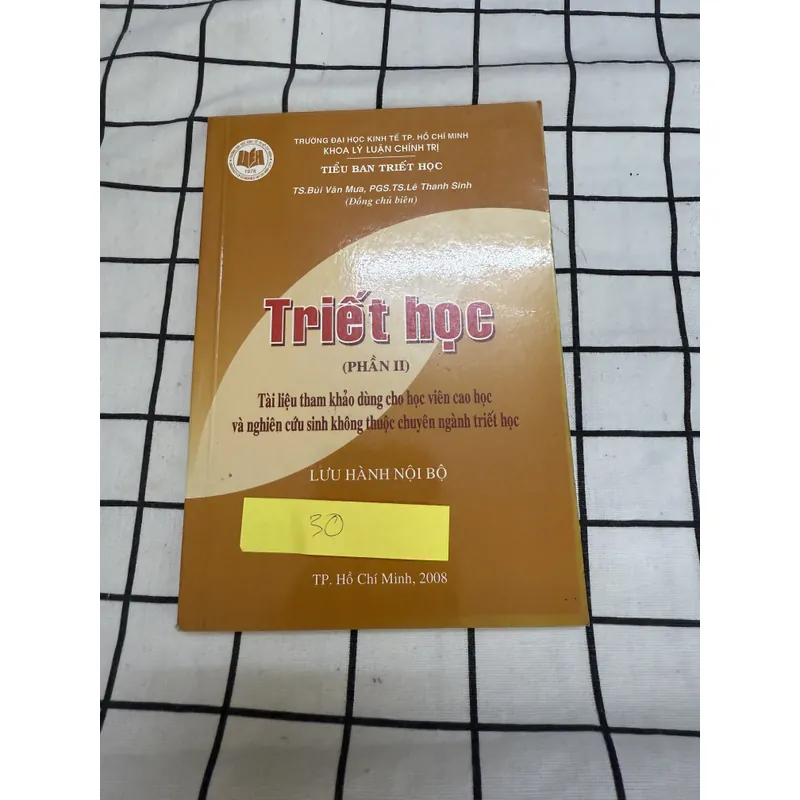 TRƯỜNG ĐẠI HỌC KINH TẾ TP. HỒ CHÍ MINH
KHOA LÝ LUẬN CHÍNH TRỊ
TIỂU BAN TRIẾT HỌC
TS.Bùi Văn Mưa, PGS.TS.Lê Thanh Sinh
(Đồng chủ biên)
1976
Triết học
(PHẦN II)
Tài liệu tham khảo dùng cho học viên cao học
và nghiên cứu sinh không thuộc chuyên ngành triết học
LƯU HÀNH NỘI BỘ
30
TP. Hồ Chí Minh, 2008